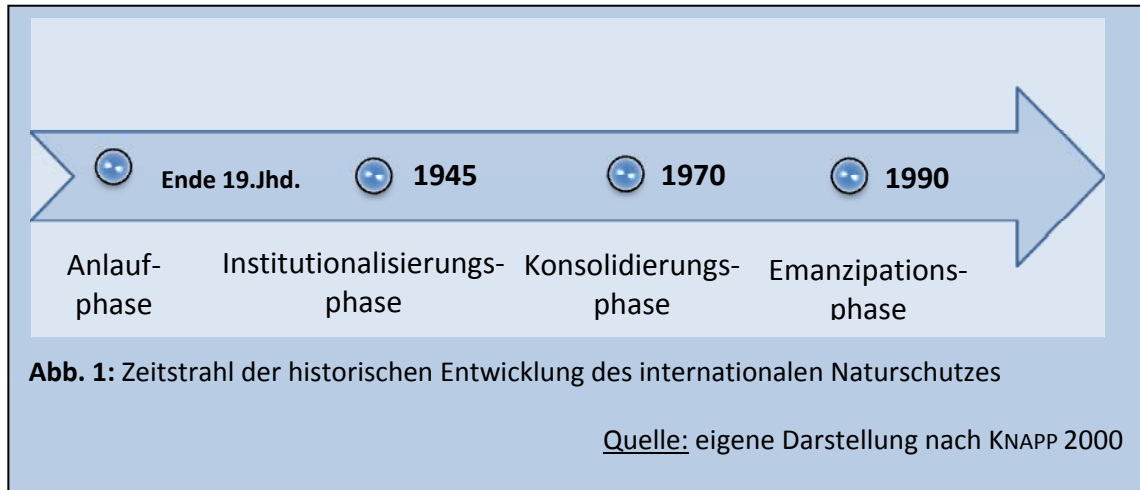 Ende 19.Jhd. 1945 1970 1990
Anlauf-
phase
Institutionalisierungs-
phase
Konsolidierungs-
phase
Emanzipations-
phase
Abb. 1: Zeitstrahl der historischen Entwicklung des internationalen Naturschutzes
Quelle: eigene Darstellung nach KNAPP 2000